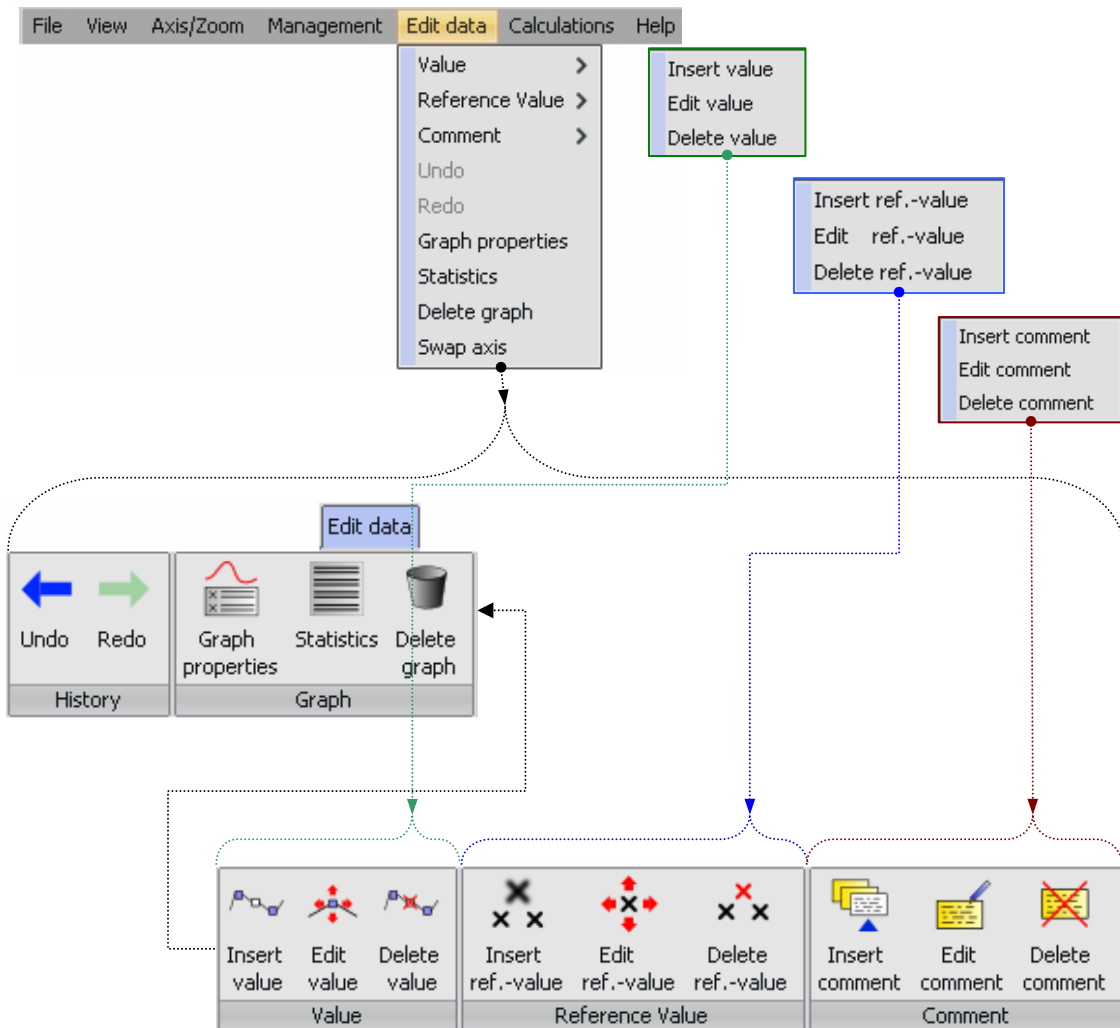 File View Axis/Zoom Management Edit data Calculations Help
Value
Reference Value
Comment
Undo
Redo
Graph properties
Statistics
Delete graph
Swap axis
Insert value
Edit value
Delete value
Insert ref.-value
Edit ref.-value
Delete ref.-value
Insert comment
Edit comment
Delete comment
Edit data
Undo Redo
History
Graph Statistics Delete
properties graph
Graph
Insert Edit Delete
value value value
Value
Insert Edit Delete
ref.-value ref.-value ref.-value
Reference Value
Insert Edit Delete
comment comment comment
Comment